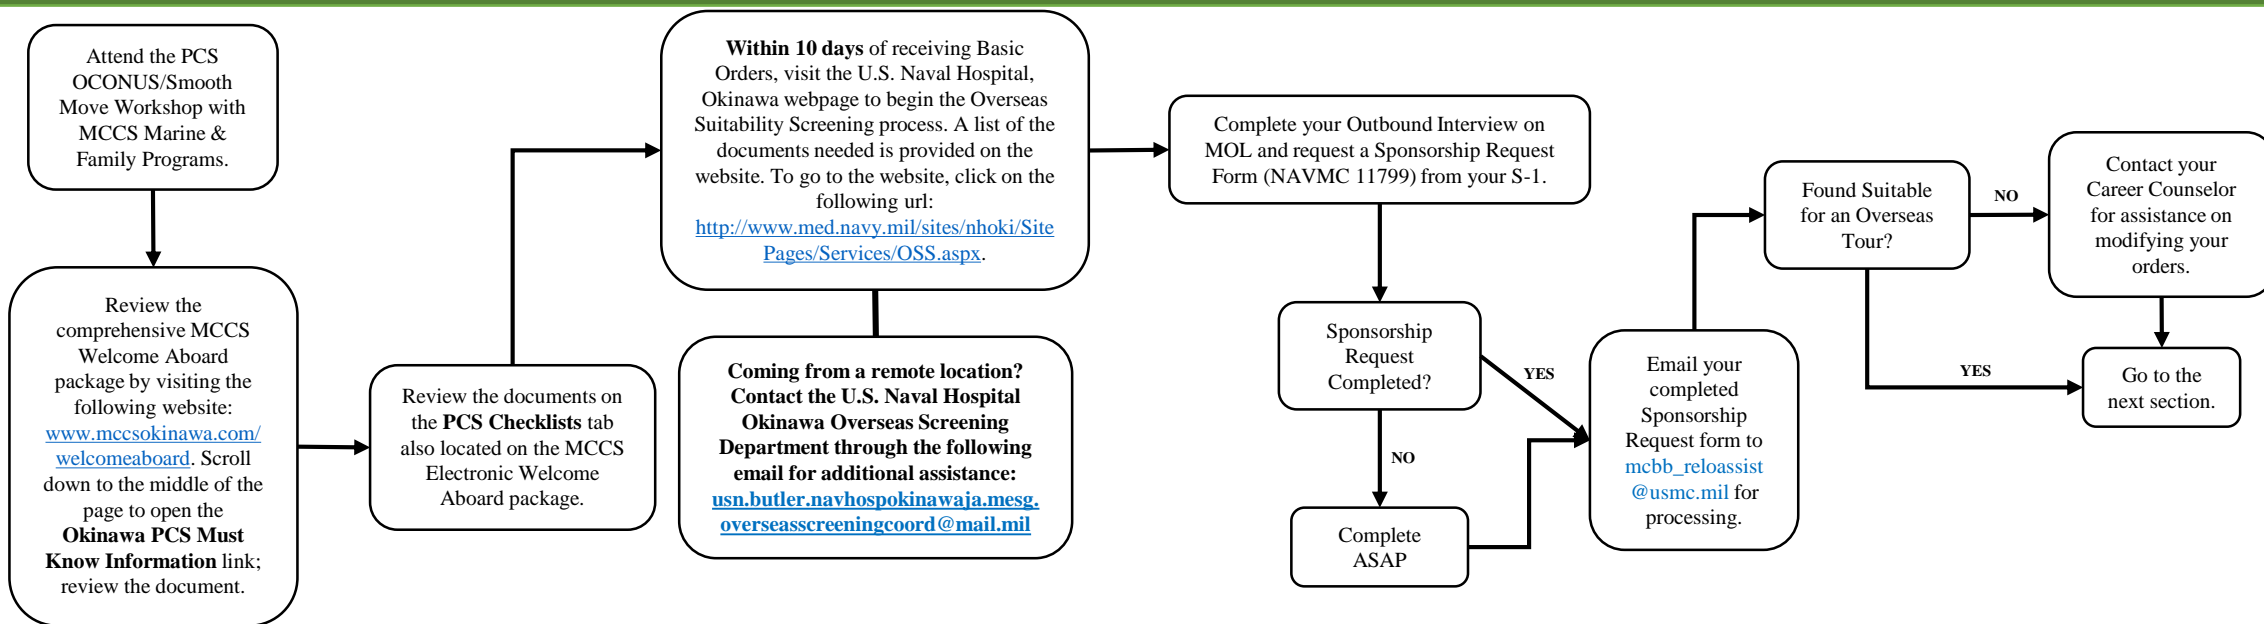 Attend the PCS
OCONUS/Smooth
Move Workshop with
MCCS Marine &
Family Programs.
Review the
comprehensive MCCS
Welcome Aboard
package by visiting the
following website:
www.mccsokinawa.com/
welcomeaboard. Scroll
down to the middle of the
page to open the
Okinawa PCS Must
Know Information link;
review the document.
Review the documents on
the PCS Checklists tab
also located on the MCCS
Electronic Welcome
Aboard package.
Within 10 days of receiving Basic
Orders, visit the U.S. Naval Hospital,
Okinawa webpage to begin the Overseas
Suitability Screening process. A list of the
documents needed is provided on the
website. To go to the website, click on the
following url:
http://www.med.navy.mil/sites/nhoki/Site
Pages/Services/OSS.aspx.
Coming from a remote location?
Contact the U.S. Naval Hospital
Okinawa Overseas Screening
Department through the following
email for additional assistance:
usn.butler.navhospokinawaja.mesg.
overseasscreeningcoord@mail.mil
Complete your Outbound Interview on
MOL and request a Sponsorship Request
Form (NAVMC 11799) from your S-1.
Sponsorship
Request
Completed?
YES
NO
Complete
ASAP
Email your
completed
Sponsorship
Request form to
mcbb_reloassist
@usmc.mil for
processing.
Found Suitable
for an Overseas
Tour?
NO
YES
Contact your
Career Counselor
for assistance on
modifying your
orders.
Go to the
next section.